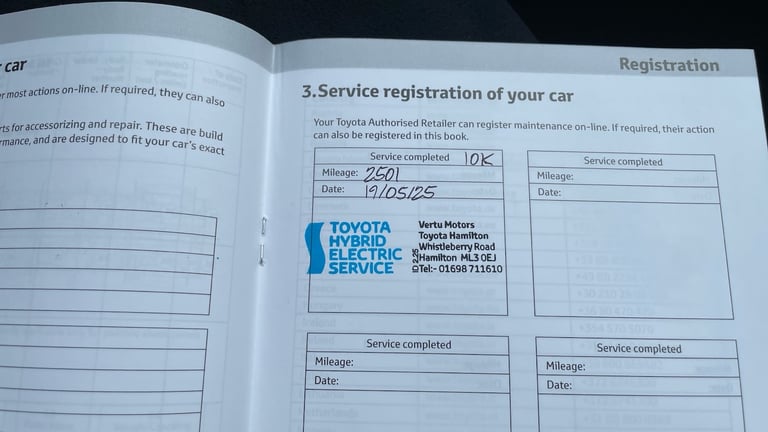 car
r most actions on-line. If required, they can also
rts for accessorizing and repair. These are build
rmance, and are designed to fit your car's exact
Registration
3.Service registration of your car
Your Toyota Authorised Retailer can register maintenance on-line. If required, their action
can also be registered in this book.
Service completed 10K
Mileage: 2501
Date: 19/05/25
TOYOTA
HYBRID
ELECTRIC
SERVICE
Vertu Motors
Toyota Hamilton
Whistleberry Road
Hamilton ML3 0EJ
Tel:- 01698 711610
ID 2.25
Service completed
Mileage:
Date:
Service completed
Mileage:
Date:
Service completed
Mileage:
Date: